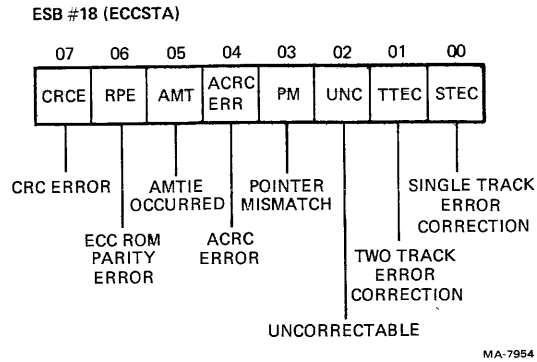 ESB #18 (ECCSTA)
07 06 05 04 03 02 01 00
CRCE RPE AMT ACRC ERR PM UNC TTEC STEC
CRC ERROR
ECC ROM
PARITY
ERROR
AMTIE
OCCURRED
ACRC
ERROR
POINTER
MISMATCH
UNCORRECTABLE
TWO TRACK
ERROR
CORRECTION
SINGLE TRACK
ERROR
CORRECTION
MA-7954